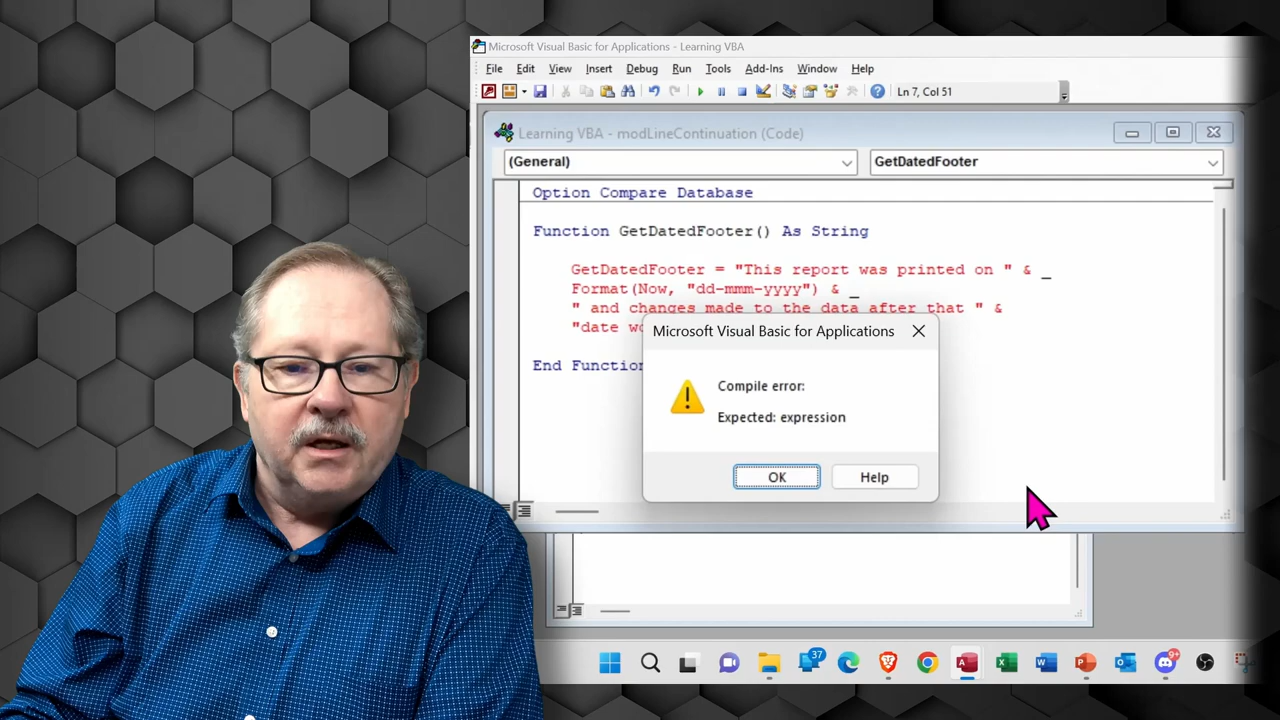 Microsoft Visual Basic for Applications - Learning VBA
File Edit View Insert Debug Run Tools Add-Ins Window Help
Ln 7, Col 51
Learning VBA - modLineContinuation (Code)
(General) GetDatedFooter
Option Compare Database
Function GetDatedFooter() As String
GetDatedFooter = "This report was printed on " & _
Format(Now, "dd-mmm-yyyy") & _
" and changes made to the data after that " &
"date
End Function
Microsoft Visual Basic for Applications
Compile error:
Expected: expression
OK Help
37
9+